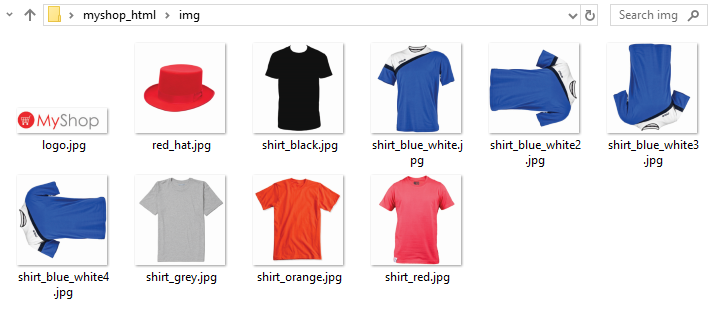 myshop_html > img
Search img
MyShop
logo.jpg
red_hat.jpg
shirt_black.jpg
shirt_blue_white.j
pg
shirt_blue_white2
.jpg
shirt_blue_white3
.jpg
shirt_blue_white4
.jpg
shirt_grey.jpg
shirt_orange.jpg
shirt_red.jpg